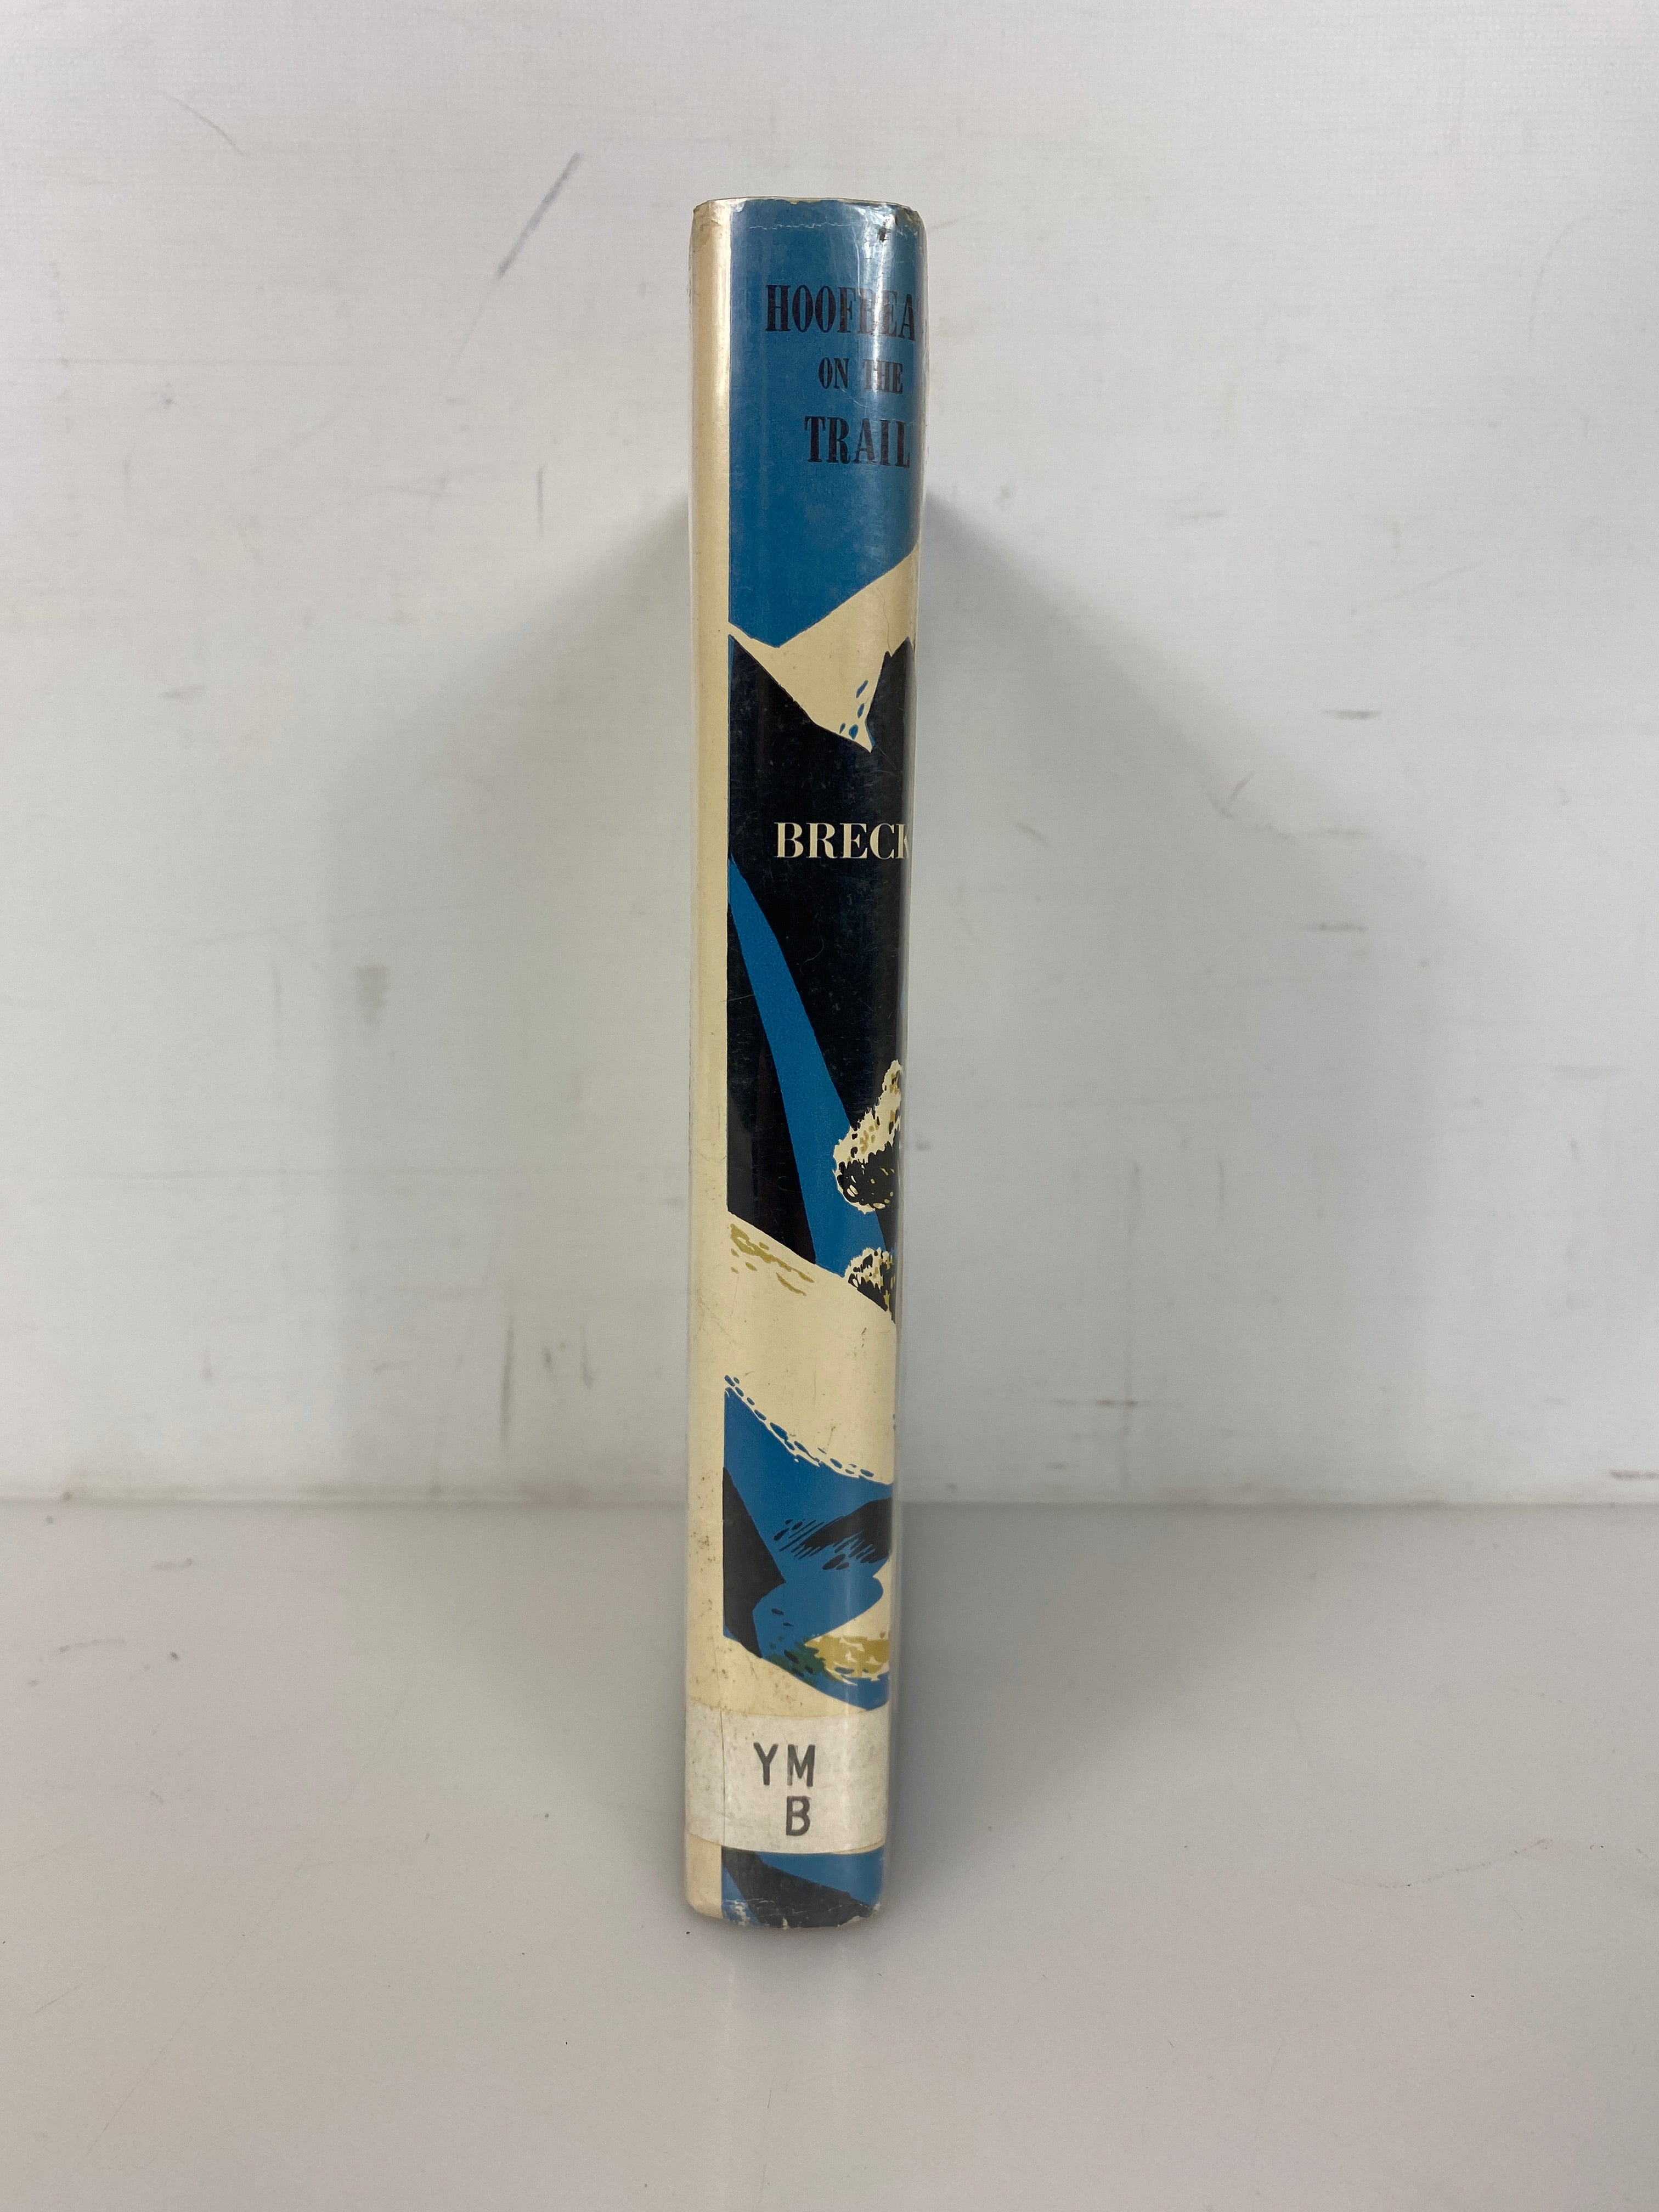 HOOFBEA
ON THE
TRAIL
BRECK
YM
B